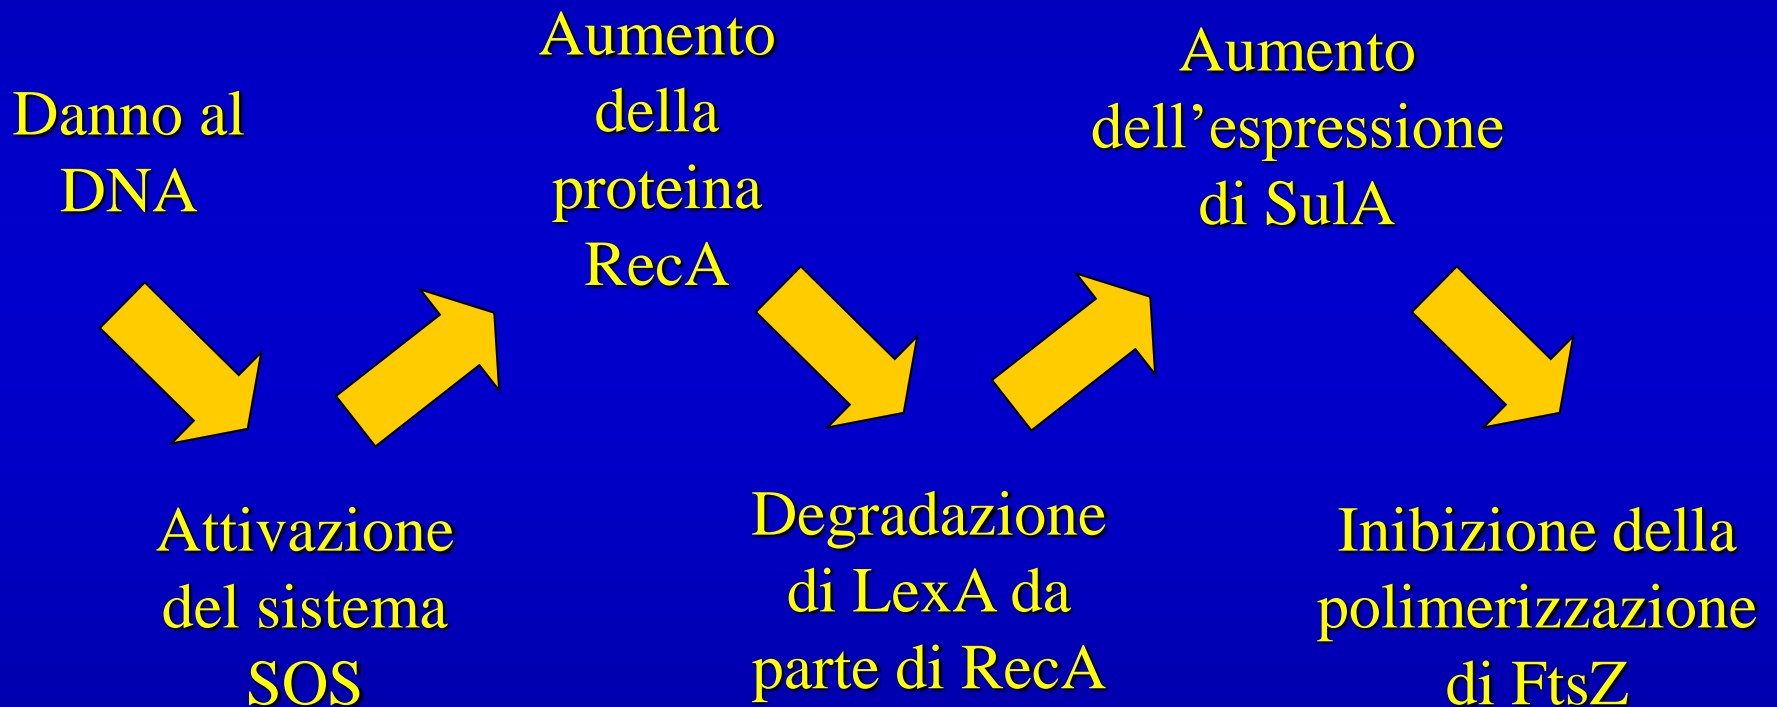 Danno al
DNA
Attivazione
del sistema
SOS
Aumento
della
proteina
RecA
Degradazione
di LexA da
parte di RecA
Aumento
dell’espressione
di SulA
Inibizione della
polimerizzazione
di FtsZ